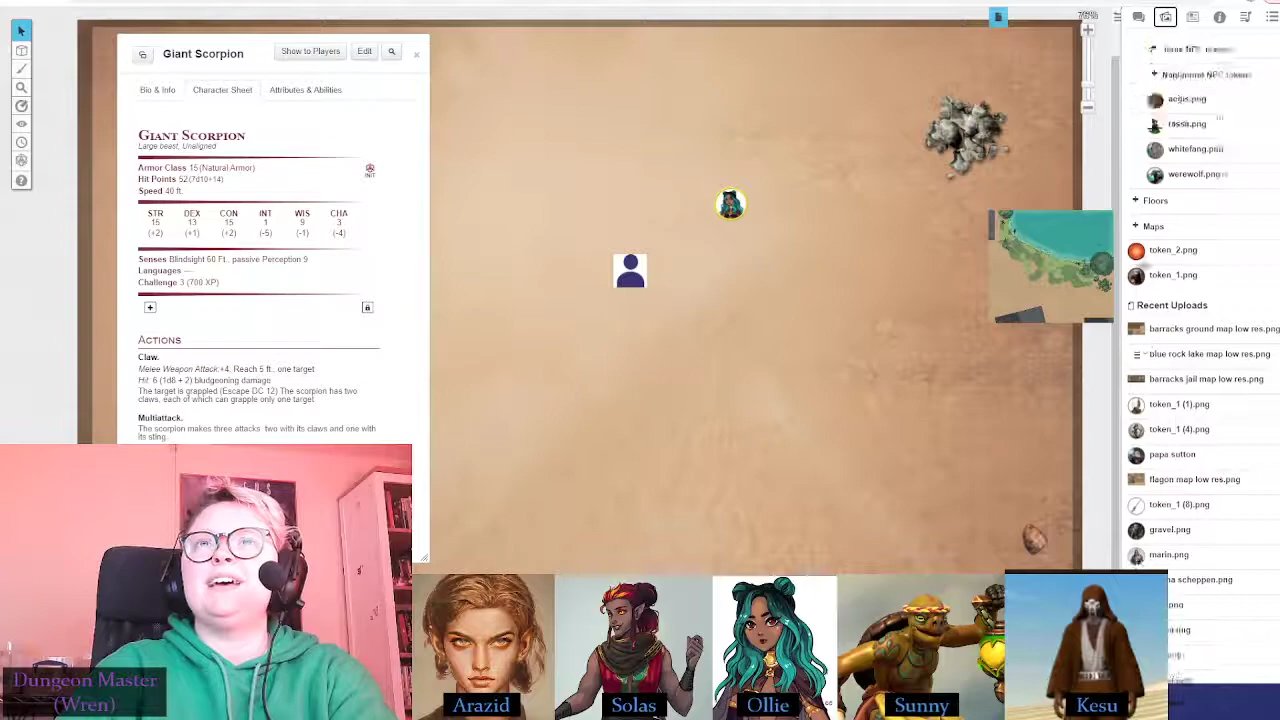 76%
Giant Scorpion
Show to Players
Edit
Bio & Info
Character Sheet
Attributes & Abilities
GIANT SCORPION
Large beast, Unaligned
Armor Class 15 (Natural Armor)
Hit Points 52 (7d10+14)
Speed 40 ft.
INIT
STR DEX CON INT WIS CHA
15 13 15 1 9 3
(+2) (+1) (+2) (-5) (-1) (-4)
Senses Blindsight 60 Ft., passive Perception 9
Languages —
Challenge 3 (700 XP)
ACTIONS
Claw.
Melee Weapon Attack: +4, Reach 5 ft., one target
Hit: 6 (1d8 + 2) bludgeoning damage
The target is grappled (Escape DC 12) The scorpion has two
claws, each of which can grapple only one target
Multiattack.
The scorpion makes three attacks two with its claws and one with
its sting.
aelius.png
rassa.png
whitefang.png
werewolf.png
Floors
Maps
token_2.png
token_1.png
Recent Uploads
barracks ground map low res.png
blue rock lake map low res.png
barracks jail map low res.png
token_1 (1).png
token_1 (4).png
papa sutton
flagon map low res.png
token_1 (8).png
gravel.png
marin.png
na scheppen.png
Dungeon Master
(Wren)
Arazid
Solas
Ollie
Sunny
Kesu